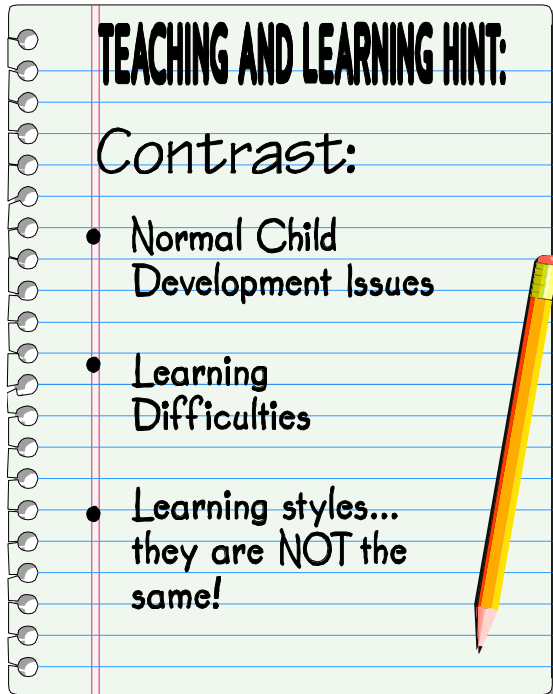 TEACHING AND LEARNING HINT:
Contrast:
• Normal Child
Development Issues
• Learning
Difficulties
• Learning styles...
they are NOT the
same!